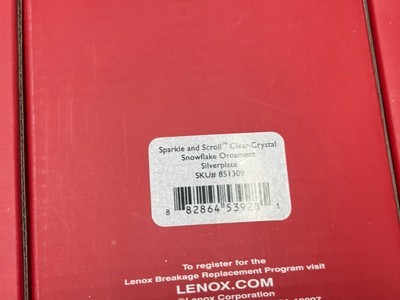 Sparkle and Scroll™ Clear Crystal
Snowflake Ornament
Silverplate
SKU# 851309
8 82864 53923 1
To register for the
Lenox Breakage Replacement Program visit
LENOX.COM
©Lenox Corporation